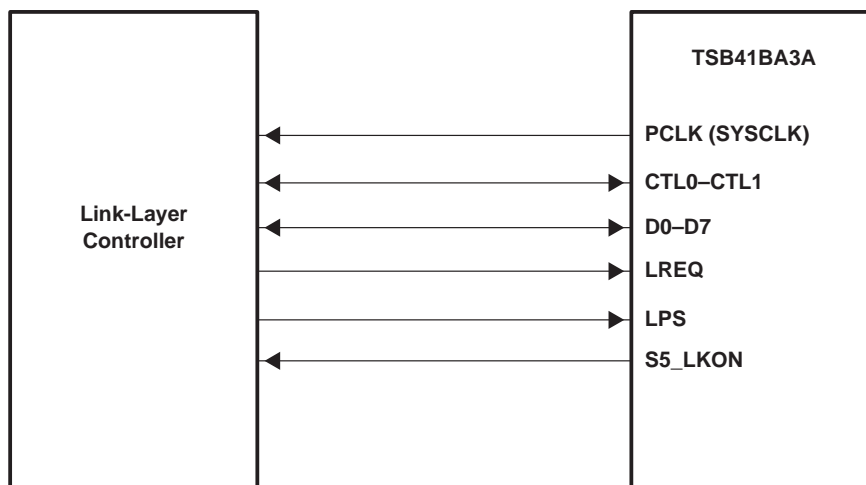 TSB41BA3A
PCLK (SYSCLK)
CTL0–CTL1
Link-Layer
Controller
D0–D7
LREQ
LPS
S5_LKON